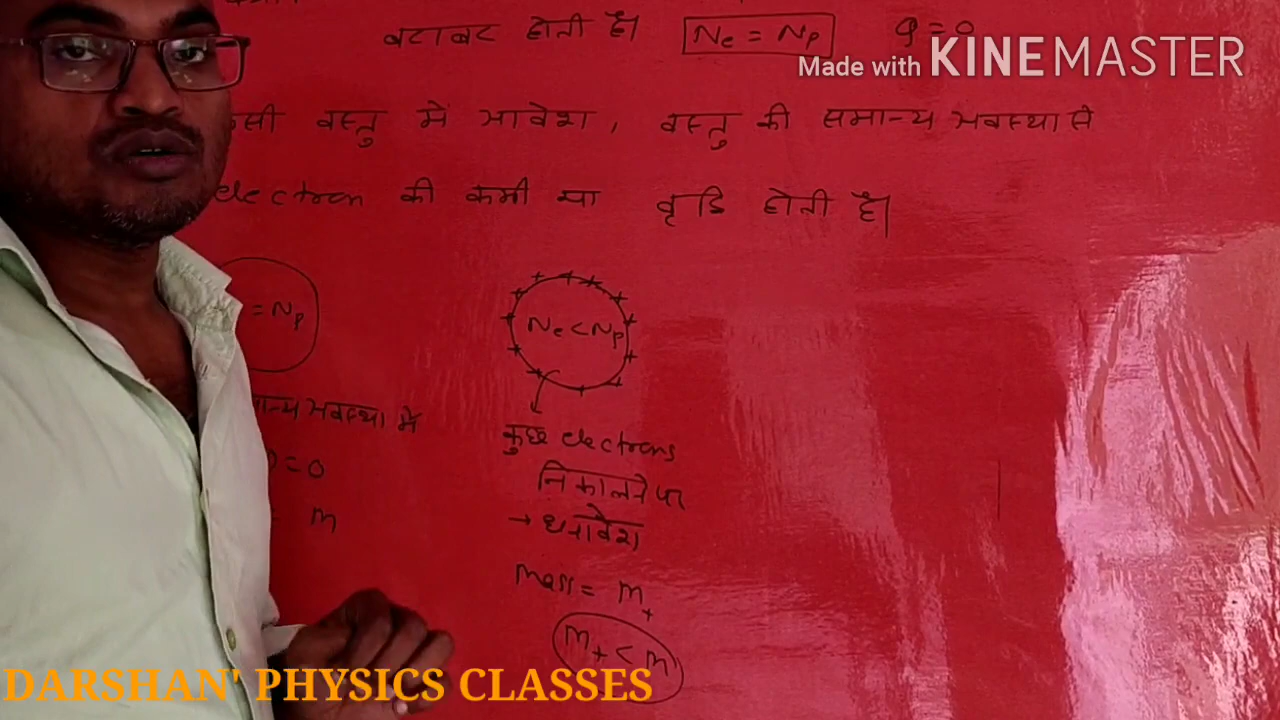 बराबर होती है। Ne = Np Q = 0
Made with KINEMASTER
वस्तु में आवेश, वस्तु की समान्य अवस्था से
electron की कमी या वृद्धि होती है।
= Np
Ne < Np
अवस्था में
= 0
m
कुछ electrons
निकालने पर
→ धनावेश
mass = m+
m+ < m
DARSHAN' PHYSICS CLASSES